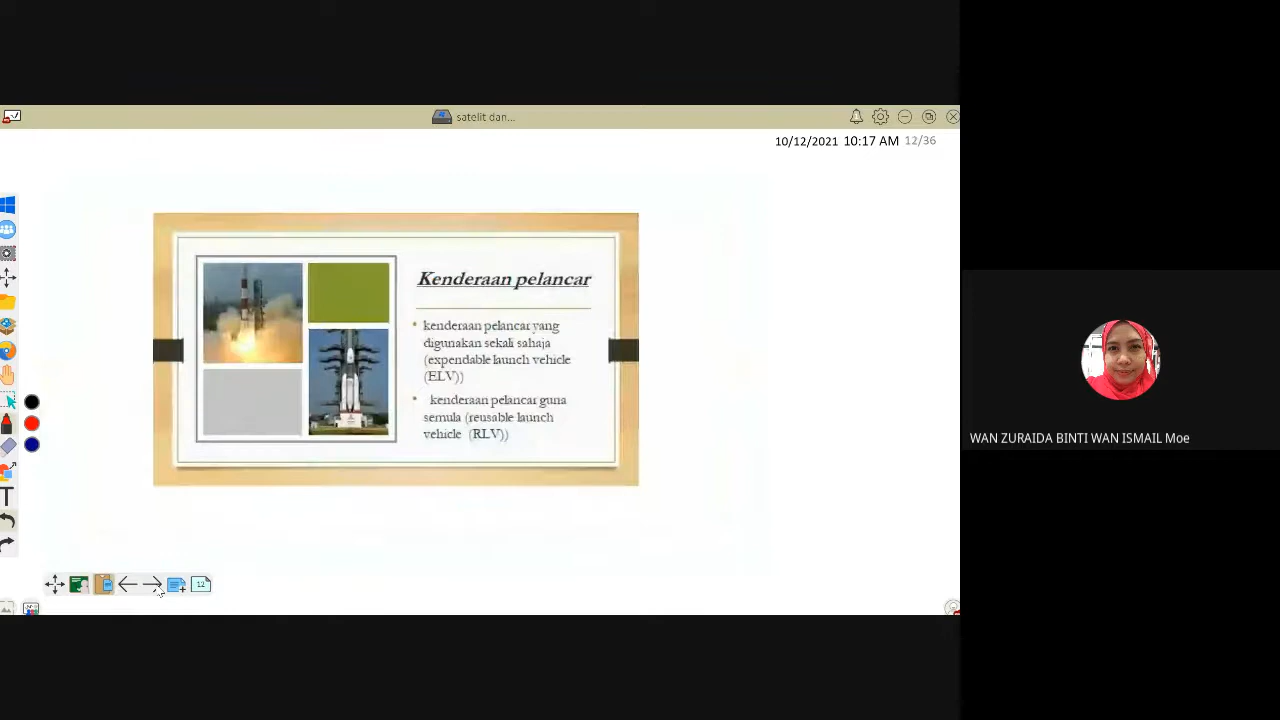 satelit dan...
10/12/2021 10:17 AM 12/36
Kenderaan pelancar
• kenderaan pelancar yang
digunakan sekali sahaja
(expendable launch vehicle
(ELV))
• kenderaan pelancar guna
semula (reusable launch
vehicle (RLV))
WAN ZURAIDA BINTI WAN ISMAIL Moe
T
12